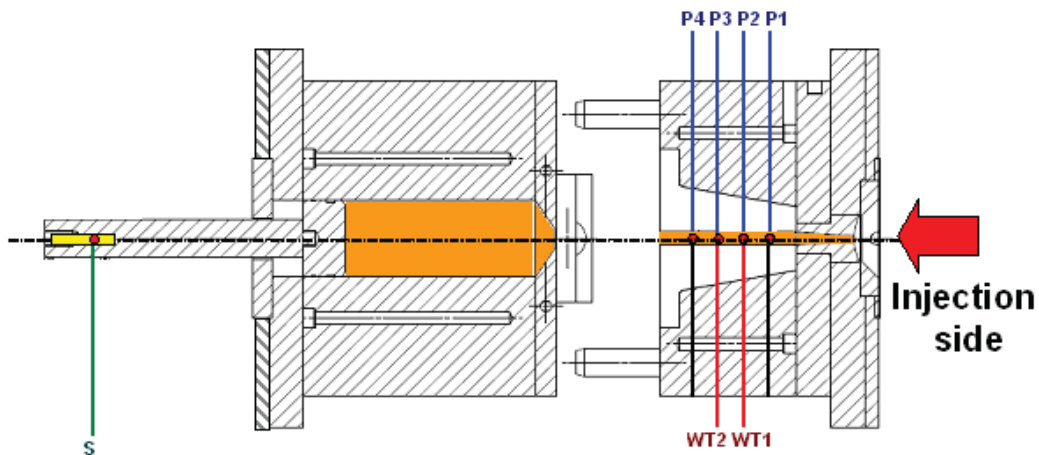 P4 P3 P2 P1
Injection
side
WT2 WT1
S